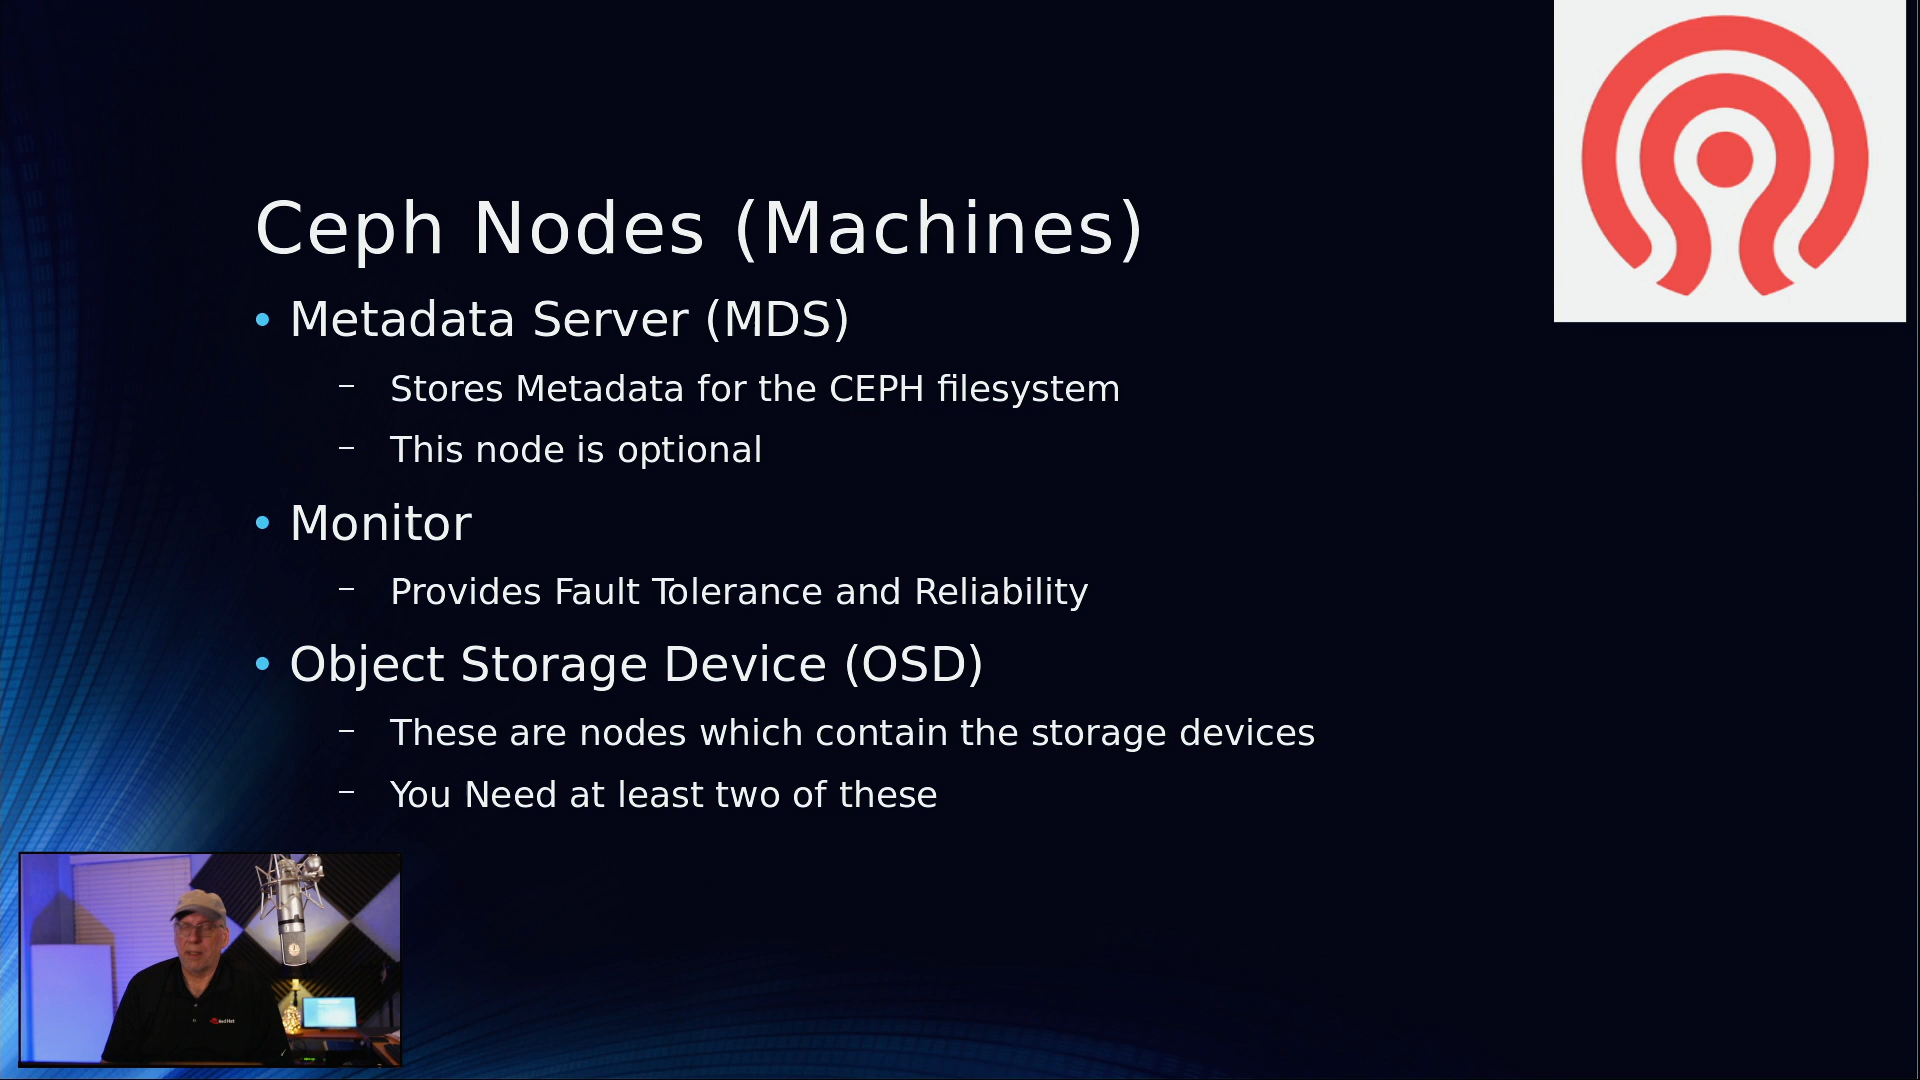 Ceph Nodes (Machines)
• Metadata Server (MDS)
– Stores Metadata for the CEPH filesystem
– This node is optional
• Monitor
– Provides Fault Tolerance and Reliability
• Object Storage Device (OSD)
– These are nodes which contain the storage devices
– You Need at least two of these
Red Hat